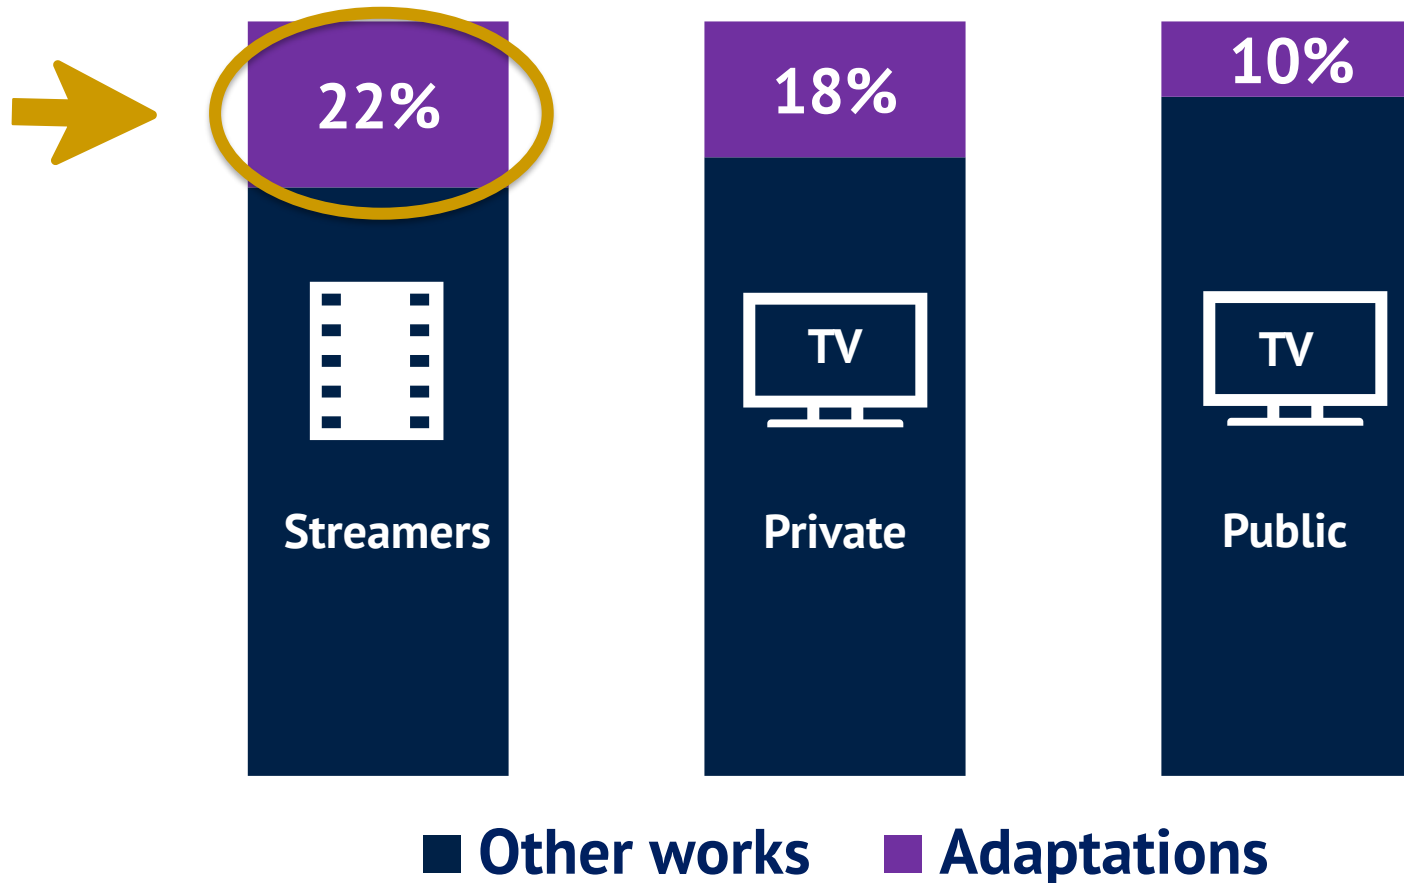 22%
18%
10%
TV
TV
Streamers
Private
Public
Other works
Adaptations